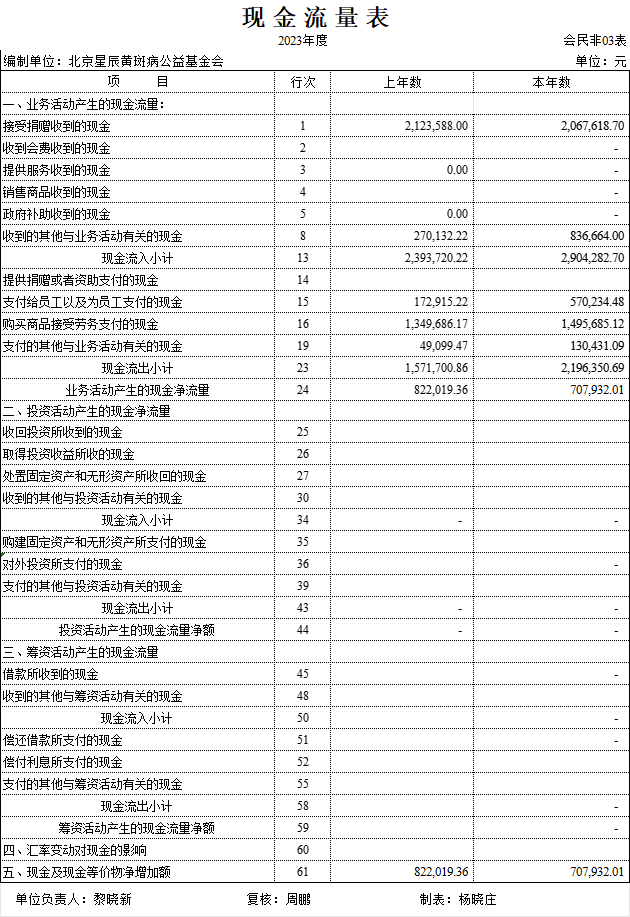 现金流量表
2023年度 会民非03表
编制单位：北京星辰黄斑病公益基金会 单位：元
项 目 行次 上年数 本年数
一、业务活动产生的现金流量：
接受捐赠收到的现金 1 2,123,588.00 2,067,618.70
收到会费收到的现金 2 -
提供服务收到的现金 3 0.00 -
销售商品收到的现金 4 -
政府补助收到的现金 5 0.00 -
收到的其他与业务活动有关的现金 8 270,132.22 836,664.00
现金流入小计 13 2,393,720.22 2,904,282.70
提供捐赠或者资助支付的现金 14
支付给员工以及为员工支付的现金 15 172,915.22 570,234.48
购买商品接受劳务支付的现金 16 1,349,686.17 1,495,685.12
支付的其他与业务活动有关的现金 19 49,099.47 130,431.09
现金流出小计 23 1,571,700.86 2,196,350.69
业务活动产生的现金净流量 24 822,019.36 707,932.01
二、投资活动产生的现金净流量
收回投资所收到的现金 25
取得投资收益所收的现金 26
处置固定资产和无形资产所收回的现金 27
收到的其他与投资活动有关的现金 30
现金流入小计 34 - -
购建固定资产和无形资产所支付的现金 35
对外投资所支付的现金 36 -
支付的其他与投资活动有关的现金 39
现金流出小计 43 - -
投资活动产生的现金流量净额 44 - -
三、筹资活动产生的现金流量
借款所收到的现金 45 -
收到的其他与筹资活动有关的现金 48
现金流入小计 50 -
偿还借款所支付的现金 51 -
偿付利息所支付的现金 52
支付的其他与筹资活动有关的现金 55
现金流出小计 58 -
筹资活动产生的现金流量净额 59 -
四、汇率变动对现金的影响 60
五、现金及现金等价物净增加额 61 822,019.36 707,932.01
单位负责人：黎晓新 复核：周鹏 制表：杨晓庄